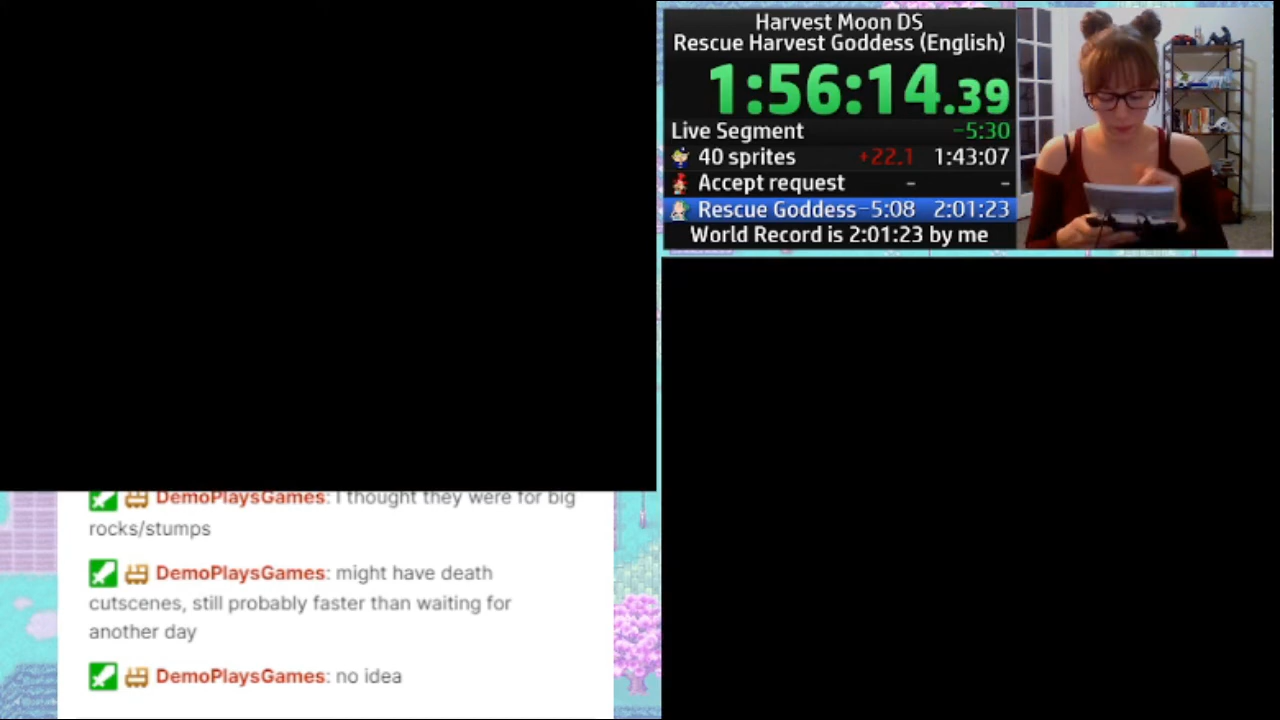 Harvest Moon DS
Rescue Harvest Goddess (English)
1:56:14.39
Live Segment -5:30
40 sprites +22.1 1:43:07
Accept request - -
Rescue Goddess -5:08 2:01:23
World Record is 2:01:23 by me
DemoPlaysGames: I thought they were for big
rocks/stumps
DemoPlaysGames: might have death
cutscenes, still probably faster than waiting for
another day
DemoPlaysGames: no idea